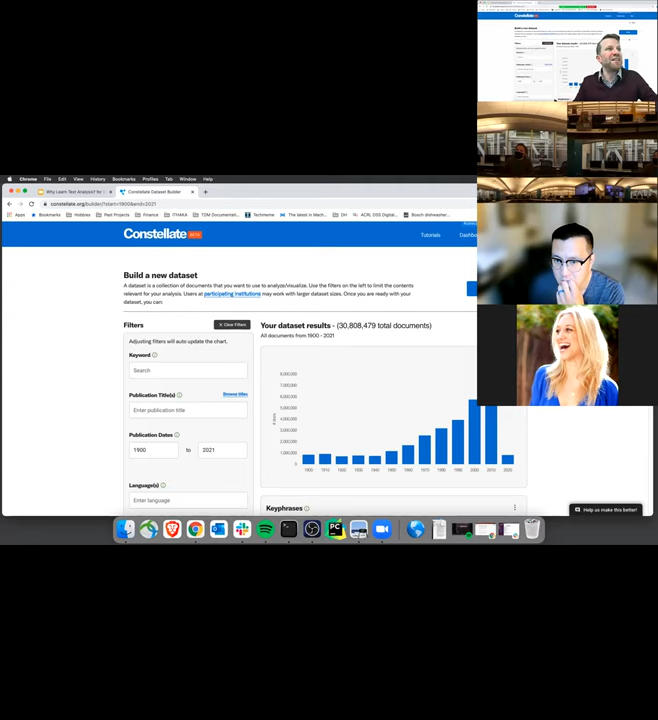 Chrome File Edit View History Bookmarks Profiles Tab Window Help
Why Learn Text Analysis? for
Constellate Dataset Builder
constellate.org/builder/?start=1900&end=2021
Apps Bookmarks Hobbies Past Projects Finance ITHAKA TDM Documentati... Techmeme The latest in Mach... DH ACRL DSS Digital... Bosch dishwasher...
Constellate BETA
Tutorials
Build a new dataset
A dataset is a collection of documents that you want to use to analyze/visualize. Use the filters on the left to limit the contents
relevant for your analysis. Users at participating institutions may work with larger dataset sizes. Once you are ready with your
dataset, you can:
Filters
× Clear Filters
Adjusting filters will auto update the chart.
Keyword
Search
Publication Title(s)
Browse titles
Enter publication title
Publication Dates
1900 to 2021
Language(s)
Enter language
Your dataset results - (30,808,479 total documents)
All documents from 1900 - 2021
8,000,000
7,000,000
6,000,000
5,000,000
4,000,000
3,000,000
2,000,000
1,000,000
0
# docs
1900 1910 1920 1930 1940 1950 1960 1970 1980 1990 2000 2010 2020
Keyphrases
Help us make this better!
PC